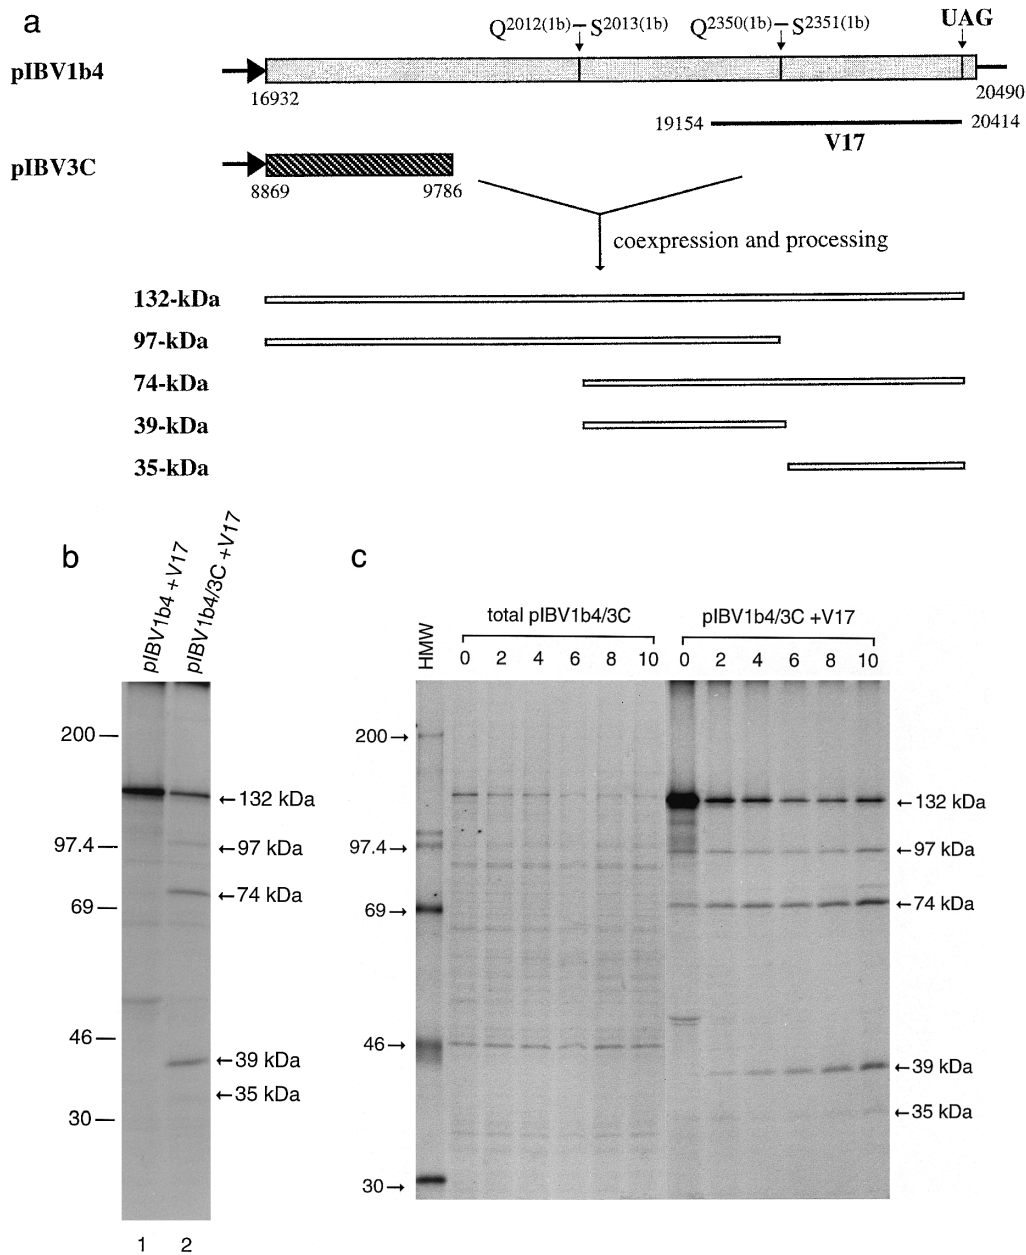 a
Q2012(1b)–S2013(1b) Q2350(1b)–S2351(1b) UAG
pIBV1b4
16932 20490
19154 20414
V17
pIBV3C
8869 9786
coexpression and processing
132-kDa
97-kDa
74-kDa
39-kDa
35-kDa
b
pIBV1b4 +V17
pIBV1b4/3C +V17
200
97.4
69
46
30
←132 kDa
←97 kDa
←74 kDa
←39 kDa
←35 kDa
1 2
c
HMW
total pIBV1b4/3C pIBV1b4/3C +V17
0 2 4 6 8 10 0 2 4 6 8 10
200→
97.4→
69→
46→
30→
←132 kDa
←97 kDa
←74 kDa
←39 kDa
←35 kDa